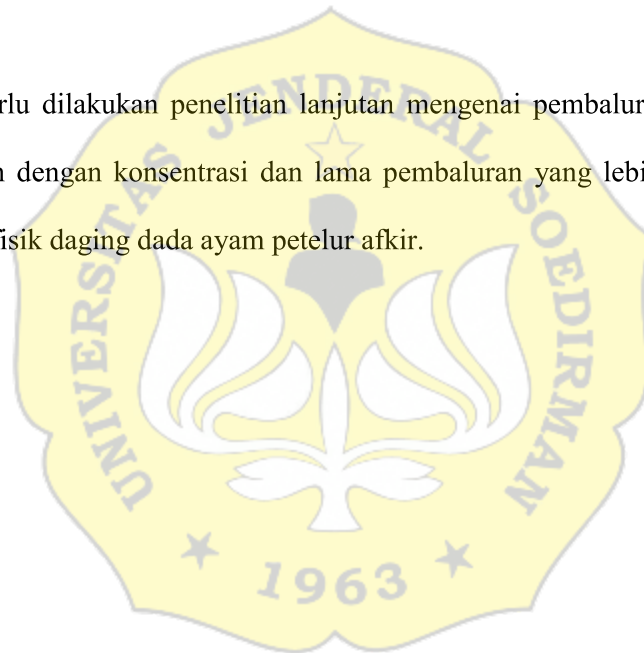 rlu dilakukan penelitian lanjutan mengenai pembalur
n dengan konsentrasi dan lama pembaluran yang lebi
isik daging dada ayam petelur afkir.
UNIVERSITAS JENDERAL SOEDIRMAN
1963